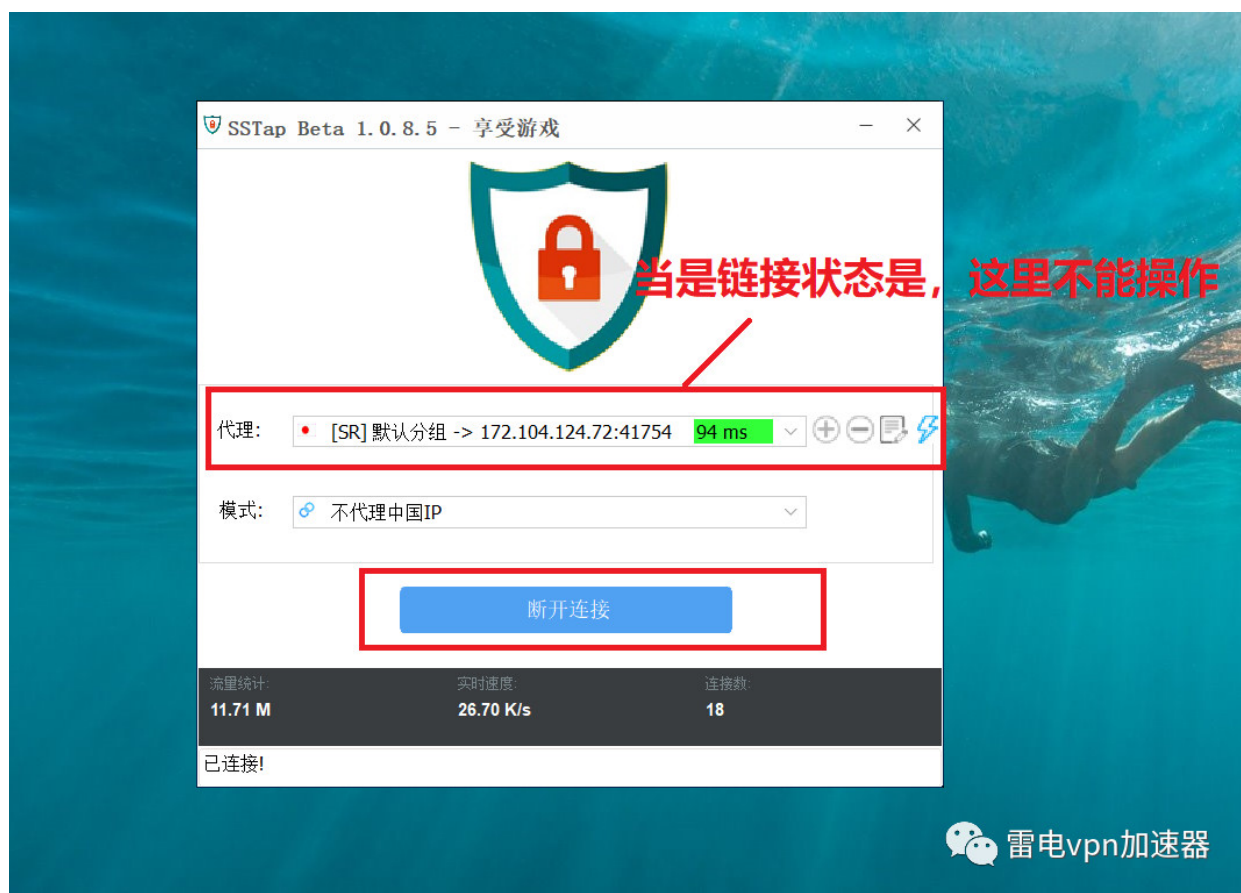 SSTap Beta 1.0.8.5 - 享受游戏
当是链接状态是，这里不能操作
代理: [SR] 默认分组 -> 172.104.124.72:41754 94 ms
模式: 不代理中国IP
断开连接
流量统计: 实时速度: 连接数:
11.71 M 26.70 K/s 18
已连接!
雷电vpn加速器